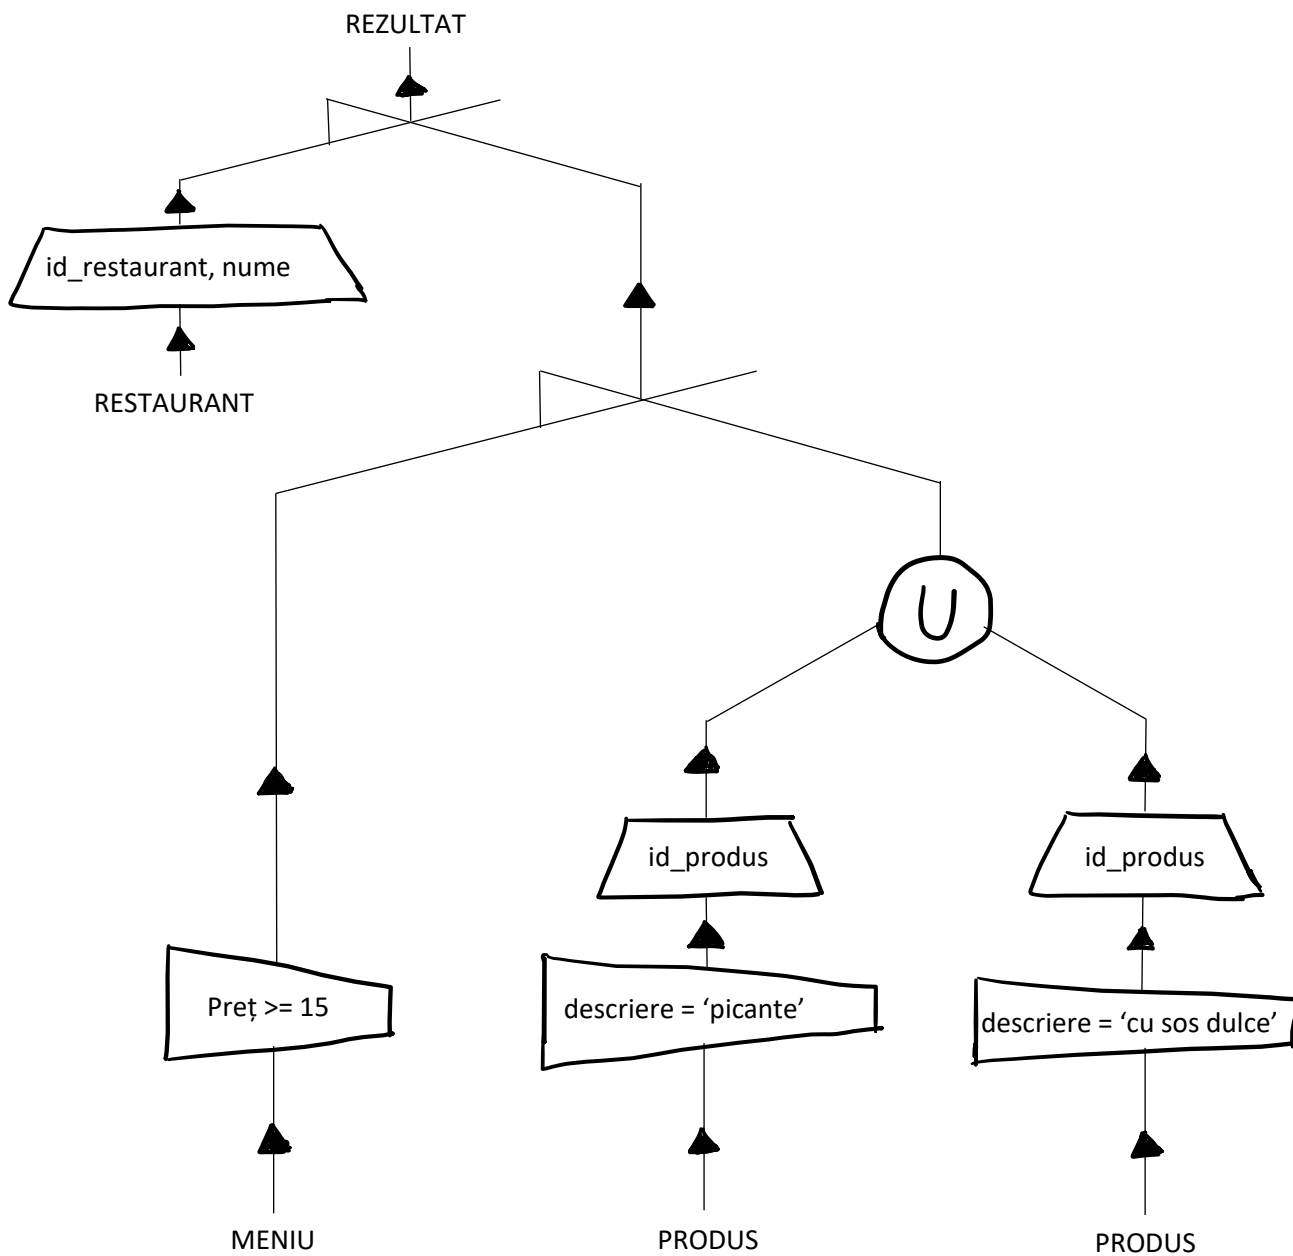 REZULTAT
id_restaurant, nume
RESTAURANT
U
id_produs
id_produs
Preț >= 15
descriere = ‘picante’
descriere = ‘cu sos dulce’
MENIU
PRODUS
PRODUS